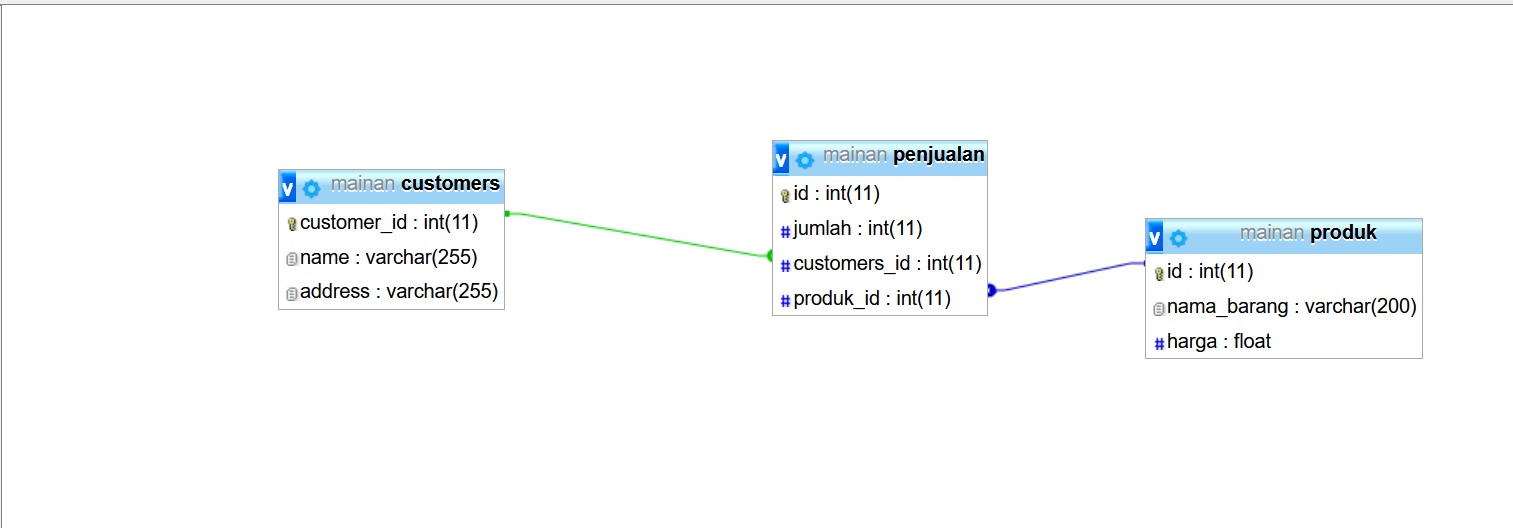 v mainan customers
customer_id : int(11)
name : varchar(255)
address : varchar(255)
v mainan penjualan
id : int(11)
# jumlah : int(11)
# customers_id : int(11)
# produk_id : int(11)
v mainan produk
id : int(11)
nama_barang : varchar(200)
# harga : float